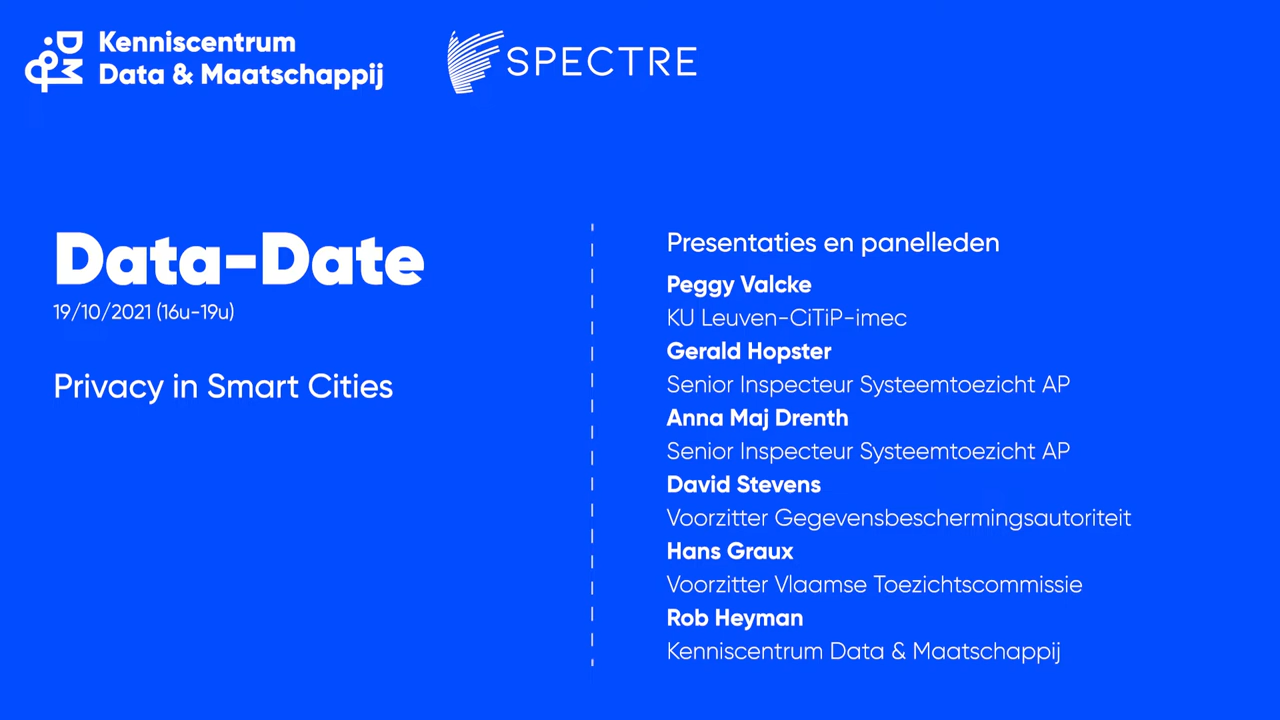 Kenniscentrum
Data & Maatschappij
SPECTRE
Data-Date
19/10/2021 (16u-19u)
Privacy in Smart Cities
Presentaties en panelleden
Peggy Valcke
KU Leuven-CiTiP-imec
Gerald Hopster
Senior Inspecteur Systeemtoezicht AP
Anna Maj Drenth
Senior Inspecteur Systeemtoezicht AP
David Stevens
Voorzitter Gegevensbeschermingsautoriteit
Hans Graux
Voorzitter Vlaamse Toezichtscommissie
Rob Heyman
Kenniscentrum Data & Maatschappij